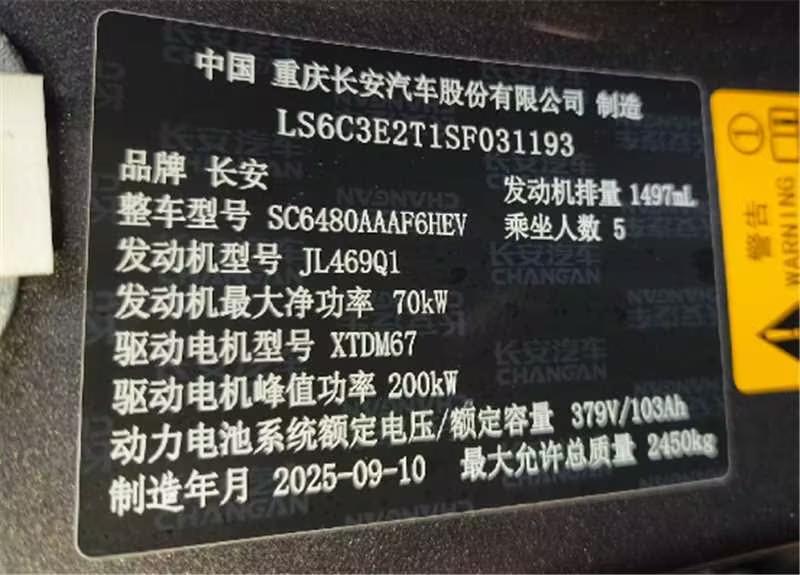 中国 重庆长安汽车股份有限公司 制造
LS6C3E2T1SF031193
品牌 长安
发动机排量 1497mL
整车型号 SC6480AAAF6HEV
乘坐人数 5
发动机型号 JL469Q1
发动机最大净功率 70kW
驱动电机型号 XTDM67
驱动电机峰值功率 200kW
动力电池系统额定电压/额定容量 379V/103Ah
制造年月 2025-09-10 最大允许总质量 2450kg
长安汽车
CHANGAN
警告
WARNING